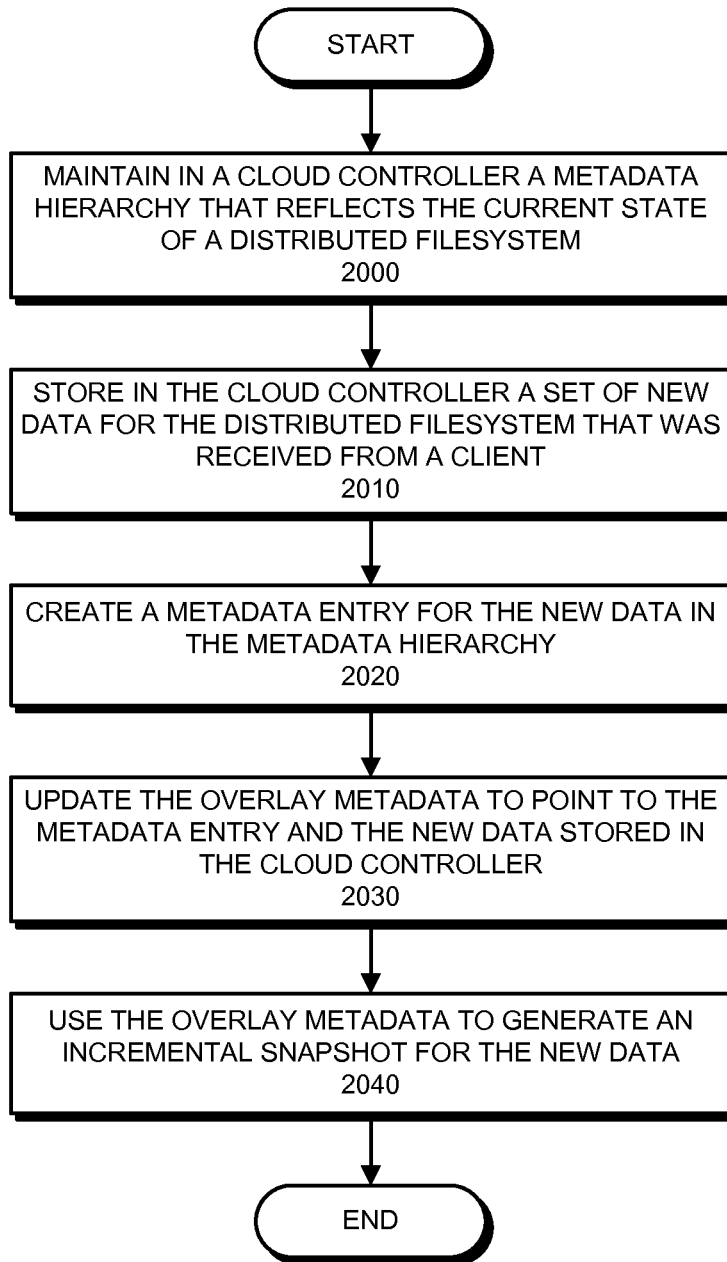 START
MAINTAIN IN A CLOUD CONTROLLER A METADATA
HIERARCHY THAT REFLECTS THE CURRENT STATE
OF A DISTRIBUTED FILESYSTEM
2000
STORE IN THE CLOUD CONTROLLER A SET OF NEW
DATA FOR THE DISTRIBUTED FILESYSTEM THAT WAS
RECEIVED FROM A CLIENT
2010
CREATE A METADATA ENTRY FOR THE NEW DATA IN
THE METADATA HIERARCHY
2020
UPDATE THE OVERLAY METADATA TO POINT TO THE
METADATA ENTRY AND THE NEW DATA STORED IN
THE CLOUD CONTROLLER
2030
USE THE OVERLAY METADATA TO GENERATE AN
INCREMENTAL SNAPSHOT FOR THE NEW DATA
2040
END